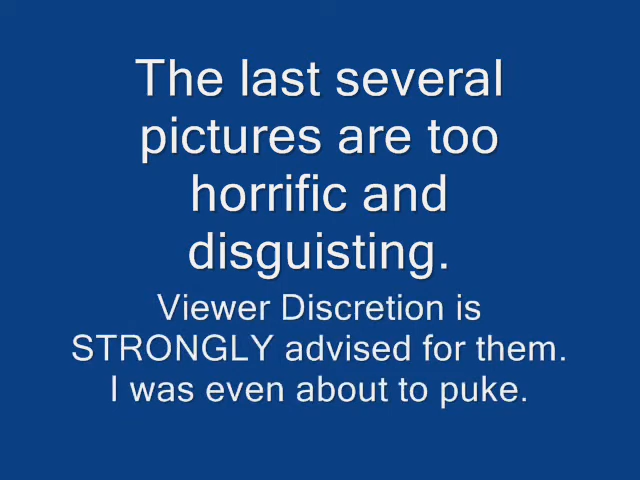 The last several
pictures are too
horrific and
disguisting.
Viewer Discretion is
STRONGLY advised for them.
I was even about to puke.